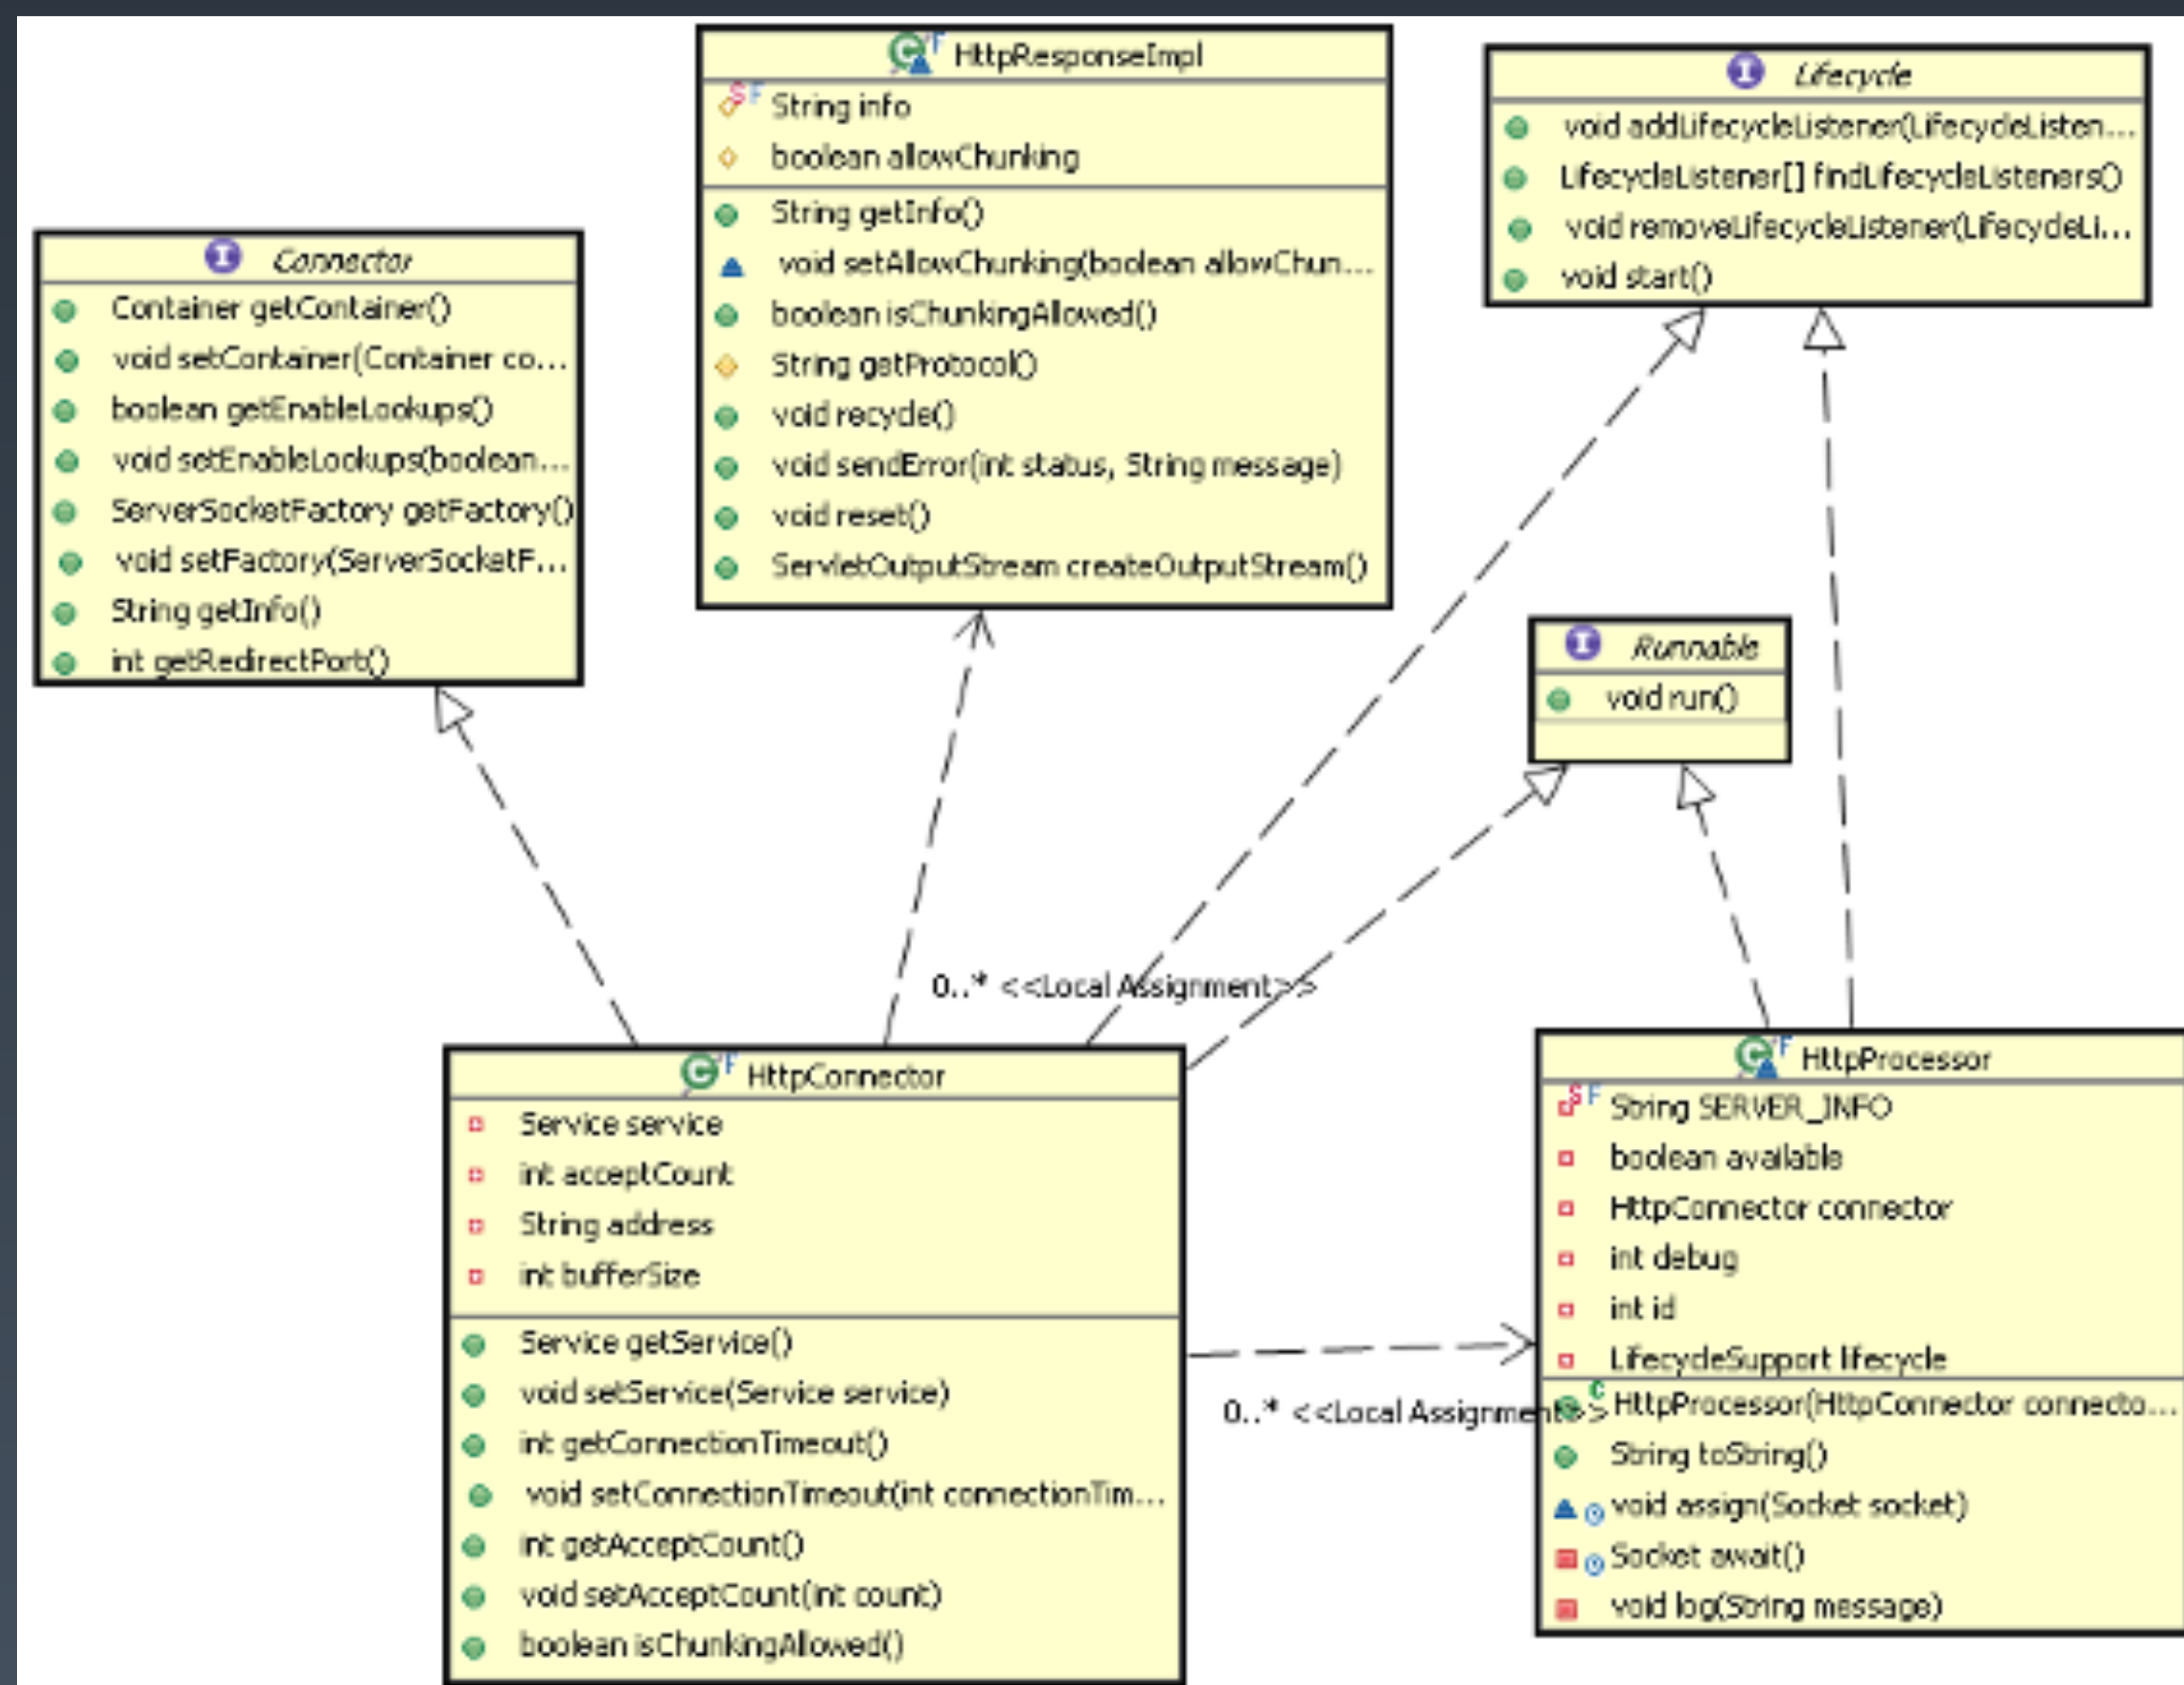 HttpResponseImpl
String info
boolean allowChunking
String getInfo()
void setAllowChunking(boolean allowChun...
boolean isChunkingAllowed()
String getProtocol()
void recycle()
void sendError(int status, String message)
void reset()
ServletOutputStream createOutputStream()
Lifecycle
void addLifecycleListener(LifecycleListen...
LifecycleListener[] findLifecycleListeners()
void removeLifecycleListener(LifecycleLi...
void start()
Connector
Container getContainer()
void setContainer(Container co...
boolean getEnableLookups()
void setEnableLookups(boolean...
ServerSocketFactory getFactory()
void setFactory(ServerSocketF...
String getInfo()
int getRedirectPort()
Runnable
void run()
0..* <<Local Assignment>>
HttpConnector
Service service
int acceptCount
String address
int bufferSize
Service getService()
void setService(Service service)
int getConnectionTimeout()
void setConnectionTimeout(int connectionTim...
int getAcceptCount()
void setAcceptCount(int count)
boolean isChunkingAllowed()
0..* <<Local Assignment>>
HttpProcessor
String SERVER_INFO
boolean available
HttpConnector connector
int debug
int id
LifecycleSupport lifecycle
HttpProcessor(HttpConnector connecto...
String toString()
void assign(Socket socket)
Socket await()
void log(String message)